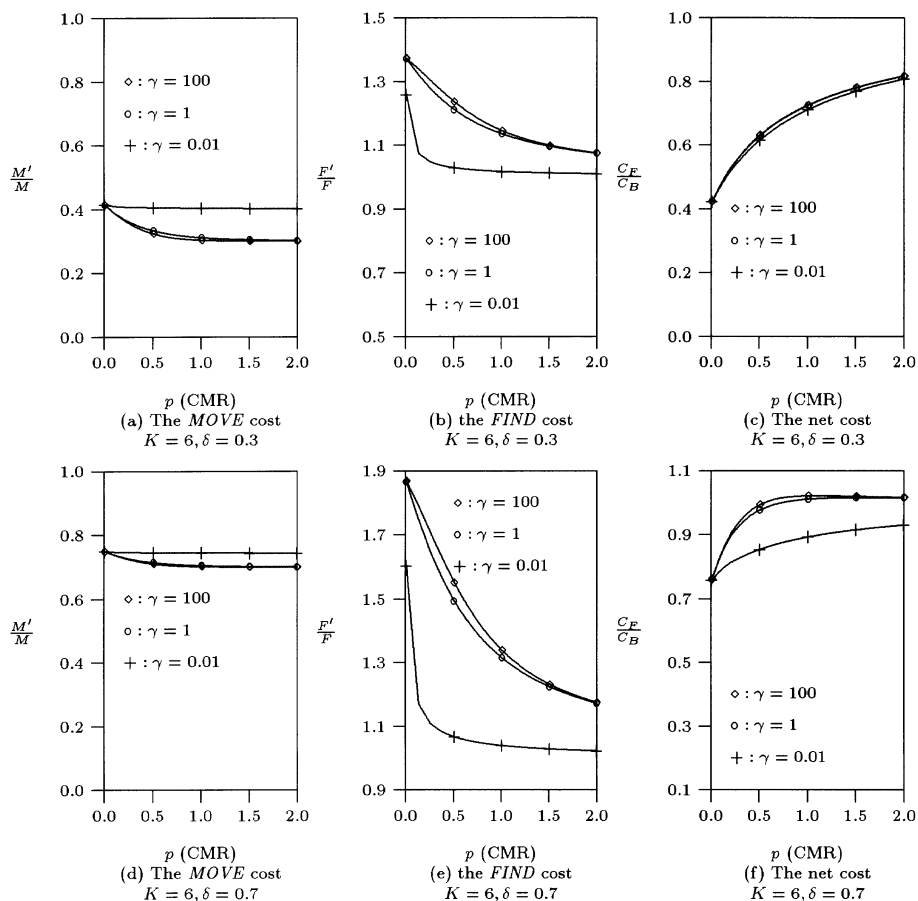 1.0
0.8
0.6
0.4
0.2
0.0
M′
M
◇ : γ = 100
○ : γ = 1
+ : γ = 0.01
0.0 0.5 1.0 1.5 2.0
p (CMR)
(a) The MOVE cost
K = 6, δ = 0.3
1.5
1.3
1.1
0.9
0.7
0.5
F′
F
◇ : γ = 100
○ : γ = 1
+ : γ = 0.01
0.0 0.5 1.0 1.5 2.0
p (CMR)
(b) the FIND cost
K = 6, δ = 0.3
1.0
0.8
0.6
0.4
0.2
0.0
C_F
C_B
◇ : γ = 100
○ : γ = 1
+ : γ = 0.01
0.0 0.5 1.0 1.5 2.0
p (CMR)
(c) The net cost
K = 6, δ = 0.3
1.0
0.8
0.6
0.4
0.2
0.0
M′
M
◇ : γ = 100
○ : γ = 1
+ : γ = 0.01
0.0 0.5 1.0 1.5 2.0
p (CMR)
(d) The MOVE cost
K = 6, δ = 0.7
1.9
1.7
1.5
1.3
1.1
0.9
F′
F
◇ : γ = 100
○ : γ = 1
+ : γ = 0.01
0.0 0.5 1.0 1.5 2.0
p (CMR)
(e) the FIND cost
K = 6, δ = 0.7
1.1
0.9
0.7
0.5
0.3
0.1
C_F
C_B
◇ : γ = 100
○ : γ = 1
+ : γ = 0.01
0.0 0.5 1.0 1.5 2.0
p (CMR)
(f) The net cost
K = 6, δ = 0.7